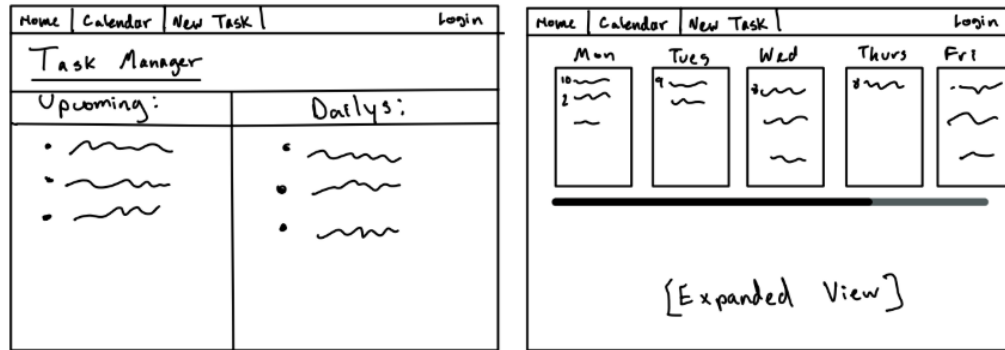 Home Calendar New Task Login
Task Manager
Upcoming: Dailys:
Home Calendar New Task Login
Mon Tues Wed Thurs Fri
10 9 8 8
2
[Expanded View]